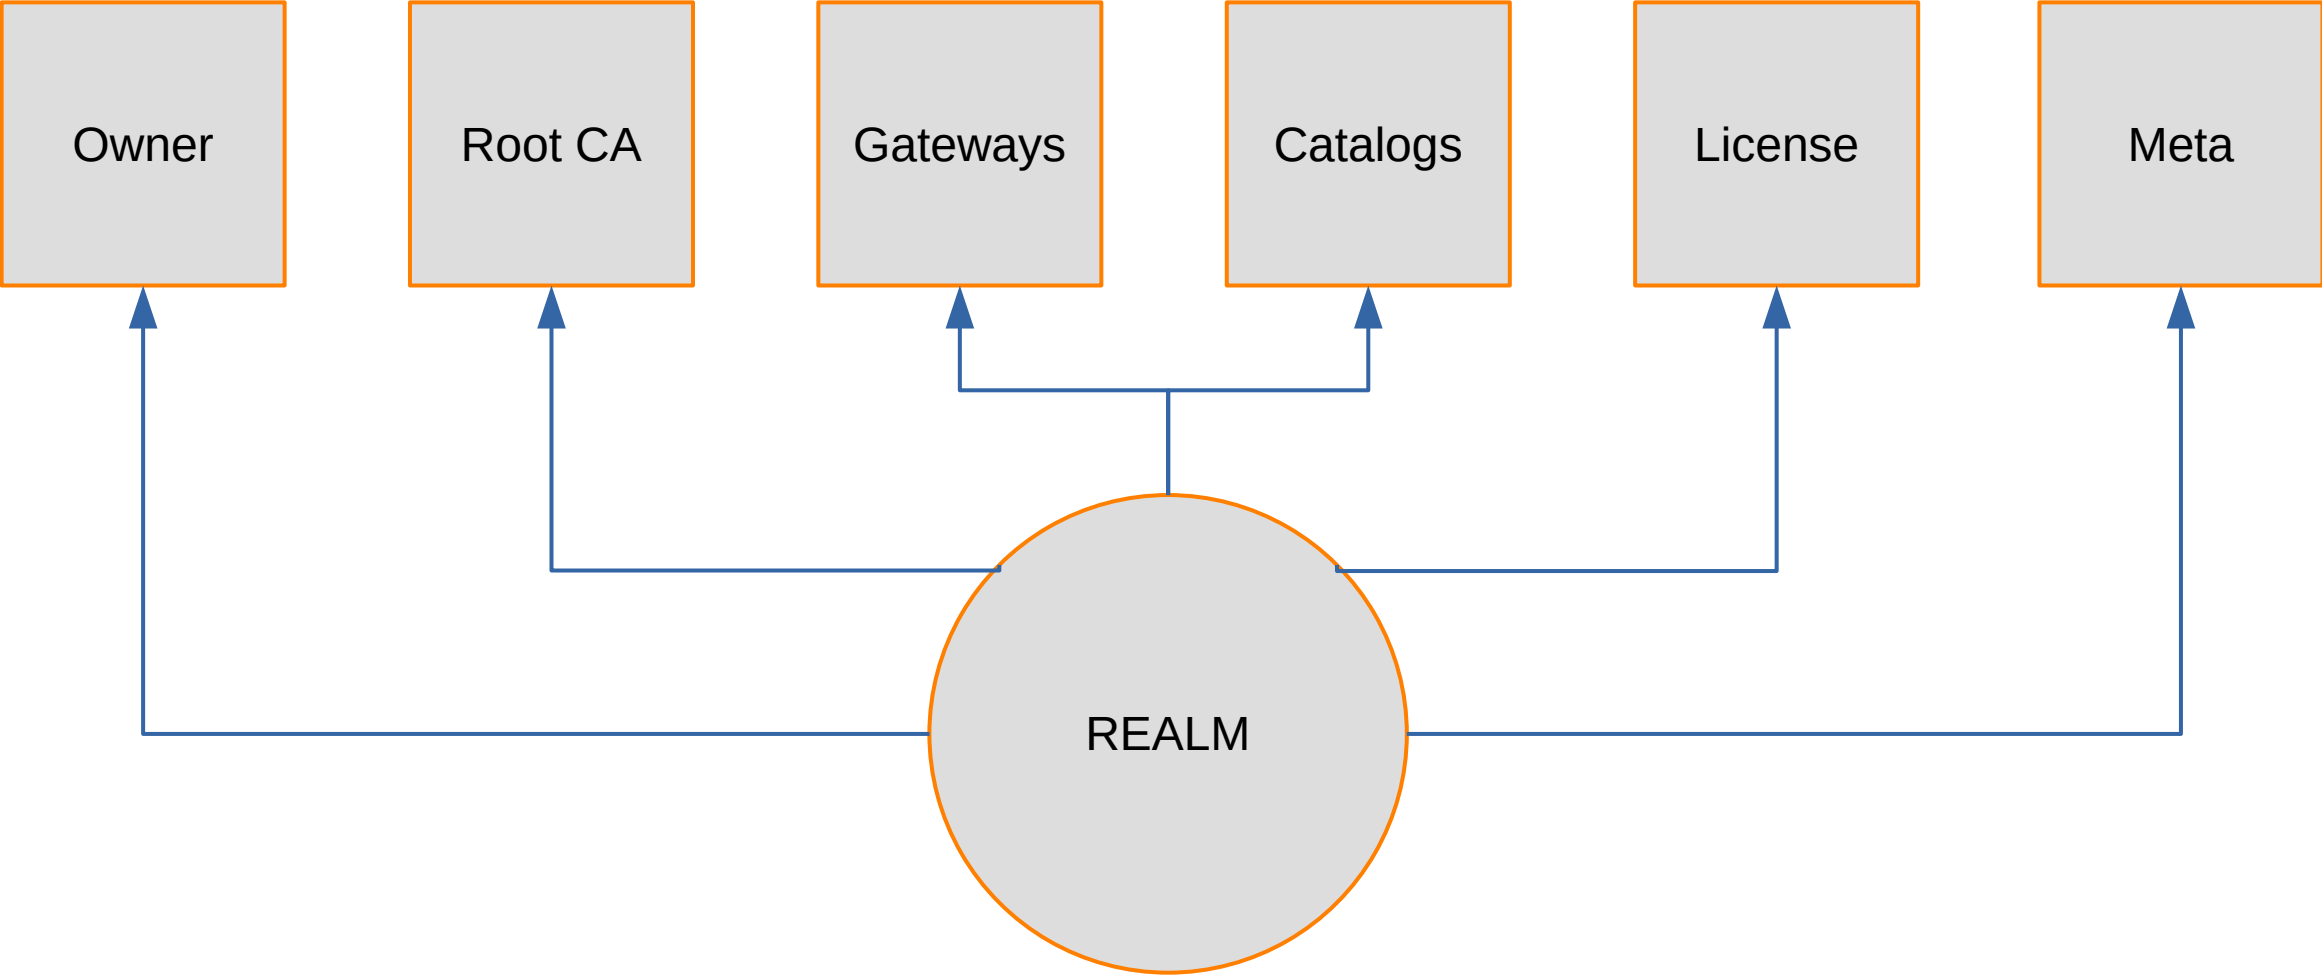 Owner
Root CA
Gateways
Catalogs
License
Meta
REALM